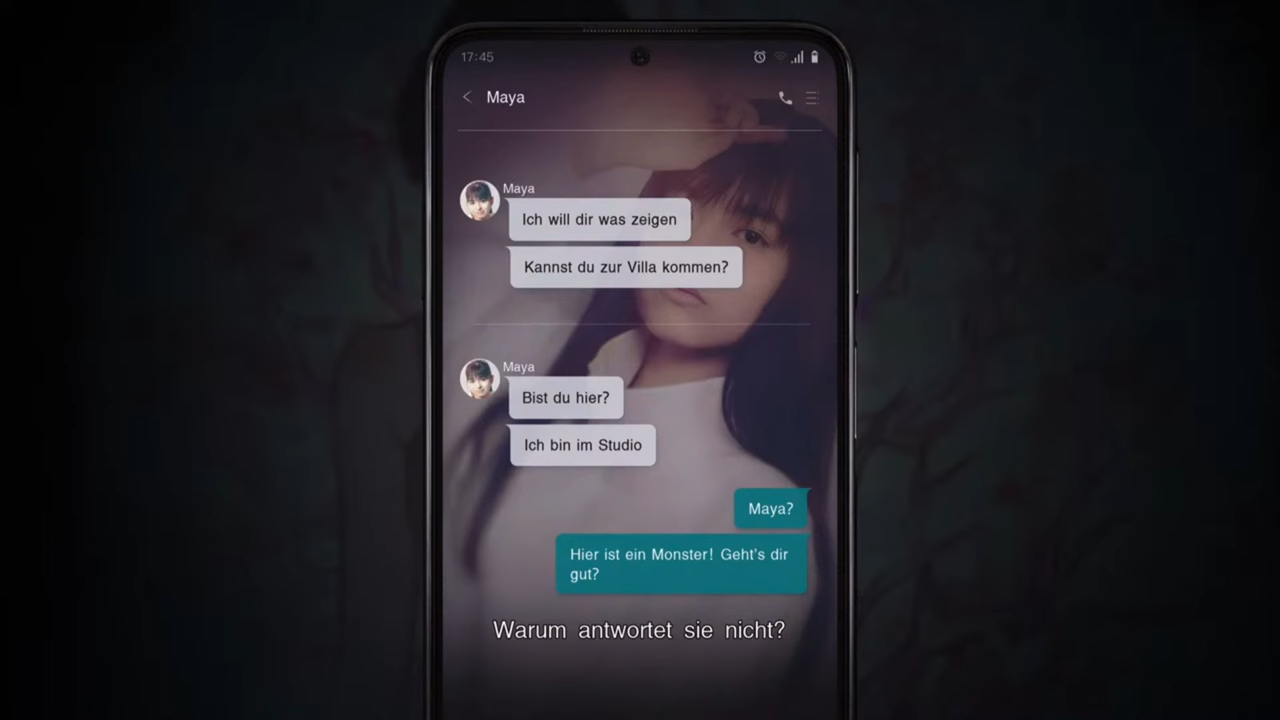 17:45
Maya
Maya
Ich will dir was zeigen
Kannst du zur Villa kommen?
Maya
Bist du hier?
Ich bin im Studio
Maya?
Hier ist ein Monster! Geht's dir
gut?
Warum antwortet sie nicht?